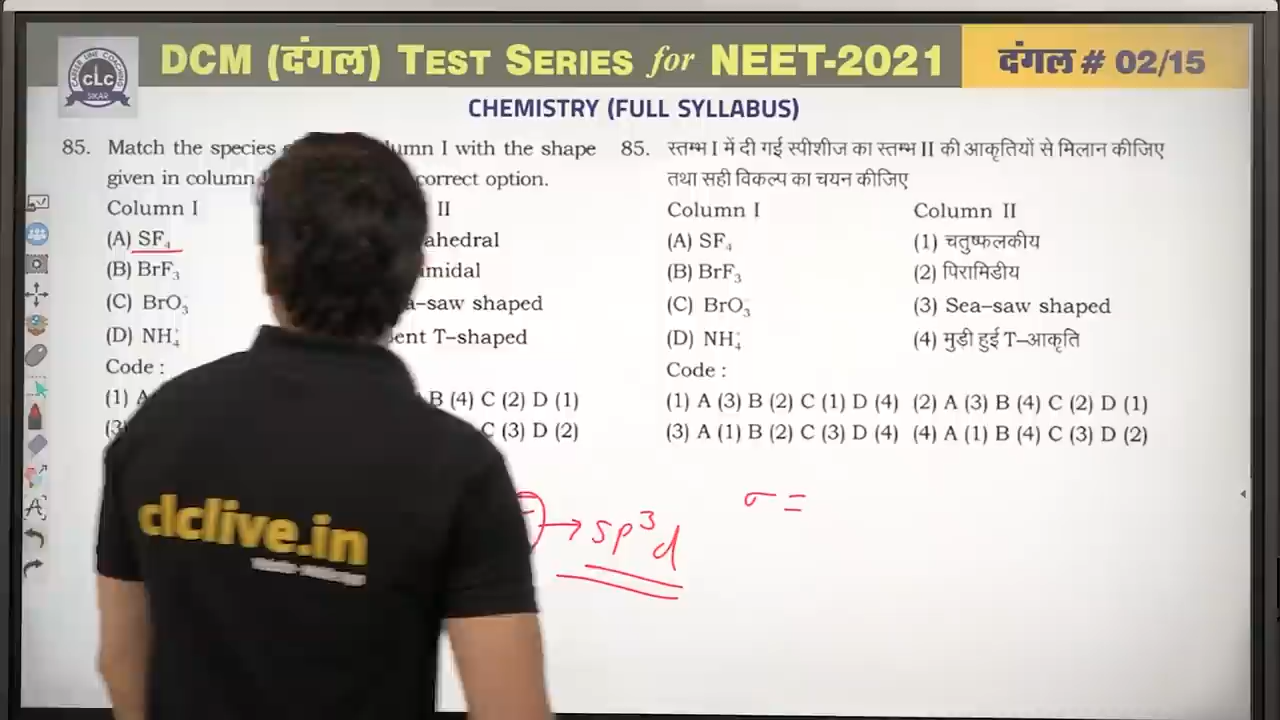 CLC
SIKAR
DCM (दंगल) TEST SERIES for NEET-2021
दंगल # 02/15
CHEMISTRY (FULL SYLLABUS)
85. Match the species lumn I with the shape
given in column correct option.
Column I II
(A) SF₄ ahedral
(B) BrF₃ midal
(C) BrO₃⁻ a-saw shaped
(D) NH₄⁺ ent T-shaped
Code :
(1) A B (4) C (2) D (1)
(3) C (3) D (2)
85. स्तम्भ I में दी गई स्पीशीज का स्तम्भ II की आकृतियों से मिलान कीजिए
तथा सही विकल्प का चयन कीजिए
Column I Column II
(A) SF₄ (1) चतुष्फलकीय
(B) BrF₃ (2) पिरामिडीय
(C) BrO₃⁻ (3) Sea–saw shaped
(D) NH₄⁺ (4) मुड़ी हुई T–आकृति
Code :
(1) A (3) B (2) C (1) D (4) (2) A (3) B (4) C (2) D (1)
(3) A (1) B (2) C (3) D (4) (4) A (1) B (4) C (3) D (2)
→ sp³d
σ =
clclive.in